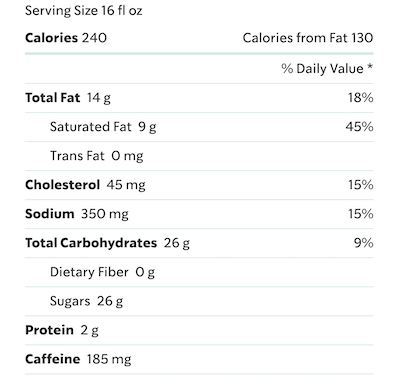 Serving Size 16 fl oz
Calories 240 Calories from Fat 130
% Daily Value *
Total Fat 14 g 18%
Saturated Fat 9 g 45%
Trans Fat 0 mg
Cholesterol 45 mg 15%
Sodium 350 mg 15%
Total Carbohydrates 26 g 9%
Dietary Fiber 0 g
Sugars 26 g
Protein 2 g
Caffeine 185 mg